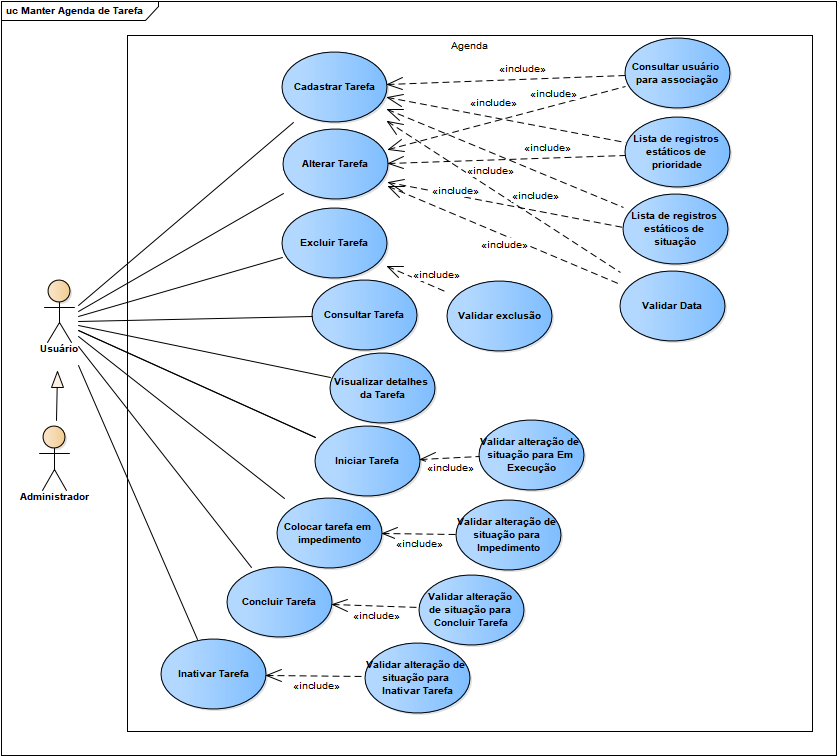 uc Manter Agenda de Tarefa
Agenda
Cadastrar Tarefa
«include»
Consultar usuário
para associação
«include»
«include»
Alterar Tarefa
«include»
Lista de registros
estáticos de
prioridade
«include»
«include»
«include»
Lista de registros
estáticos de
situação
Excluir Tarefa
«include»
«include»
Validar exclusão
Validar Data
Consultar Tarefa
Usuário
Visualizar detalhes
da Tarefa
Iniciar Tarefa
«include»
Validar alteração de
situação para Em
Execução
Administrador
Colocar tarefa em
impedimento
«include»
Validar alteração de
situação para
Impedimento
Concluir Tarefa
«include»
Validar alteração
de situação para
Concluir Tarefa
Inativar Tarefa
«include»
Validar alteração de
situação para
Inativar Tarefa